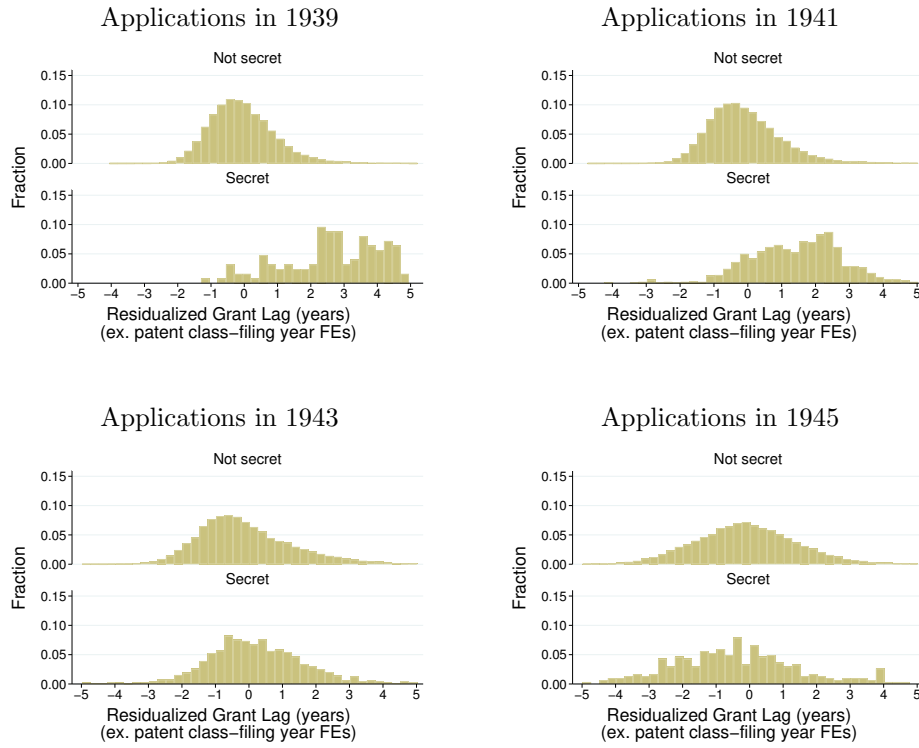 Applications in 1939
Not secret
0.15
0.10
0.05
0.00
Secret
0.15
0.10
0.05
0.00
Fraction
−5 −4 −3 −2 −1 0 1 2 3 4 5
Residualized Grant Lag (years)
(ex. patent class−filing year FEs)
Applications in 1941
Not secret
0.15
0.10
0.05
0.00
Secret
0.15
0.10
0.05
0.00
Fraction
−5 −4 −3 −2 −1 0 1 2 3 4 5
Residualized Grant Lag (years)
(ex. patent class−filing year FEs)
Applications in 1943
Not secret
0.15
0.10
0.05
0.00
Secret
0.15
0.10
0.05
0.00
Fraction
−5 −4 −3 −2 −1 0 1 2 3 4 5
Residualized Grant Lag (years)
(ex. patent class−filing year FEs)
Applications in 1945
Not secret
0.15
0.10
0.05
0.00
Secret
0.15
0.10
0.05
0.00
Fraction
−5 −4 −3 −2 −1 0 1 2 3 4 5
Residualized Grant Lag (years)
(ex. patent class−filing year FEs)